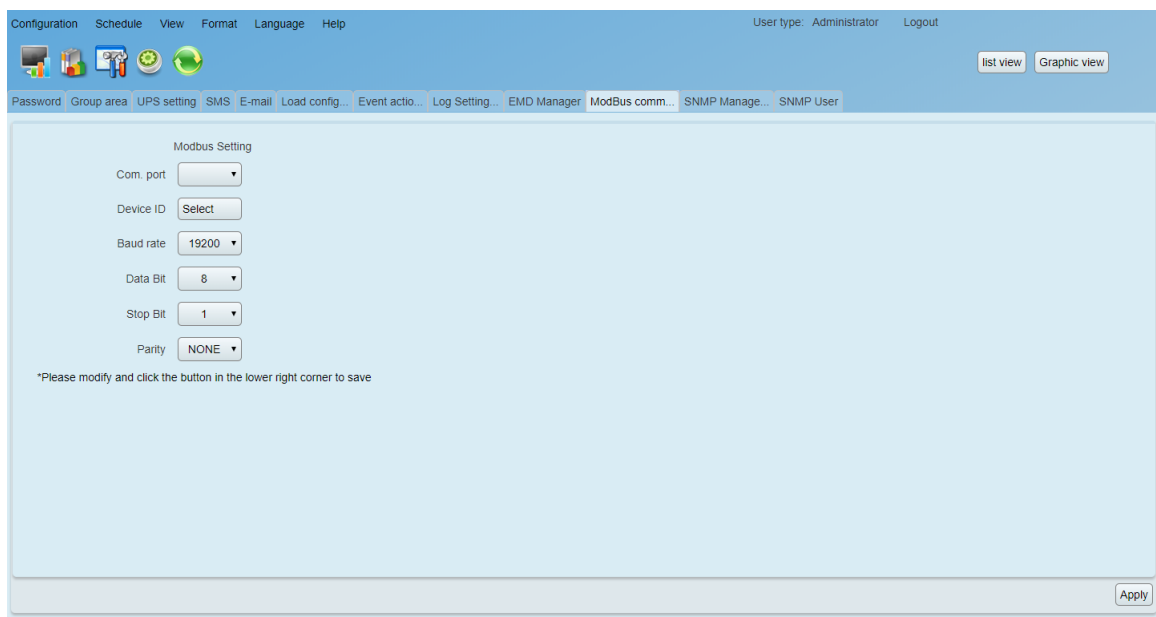 Configuration Schedule View Format Language Help User type: Administrator Logout
list view Graphic view
Password Group area UPS setting SMS E-mail Load config... Event actio... Log Setting... EMD Manager ModBus comm... SNMP Manage... SNMP User
Modbus Setting
Com. port
Device ID Select
Baud rate 19200
Data Bit 8
Stop Bit 1
Parity NONE
*Please modify and click the button in the lower right corner to save
Apply